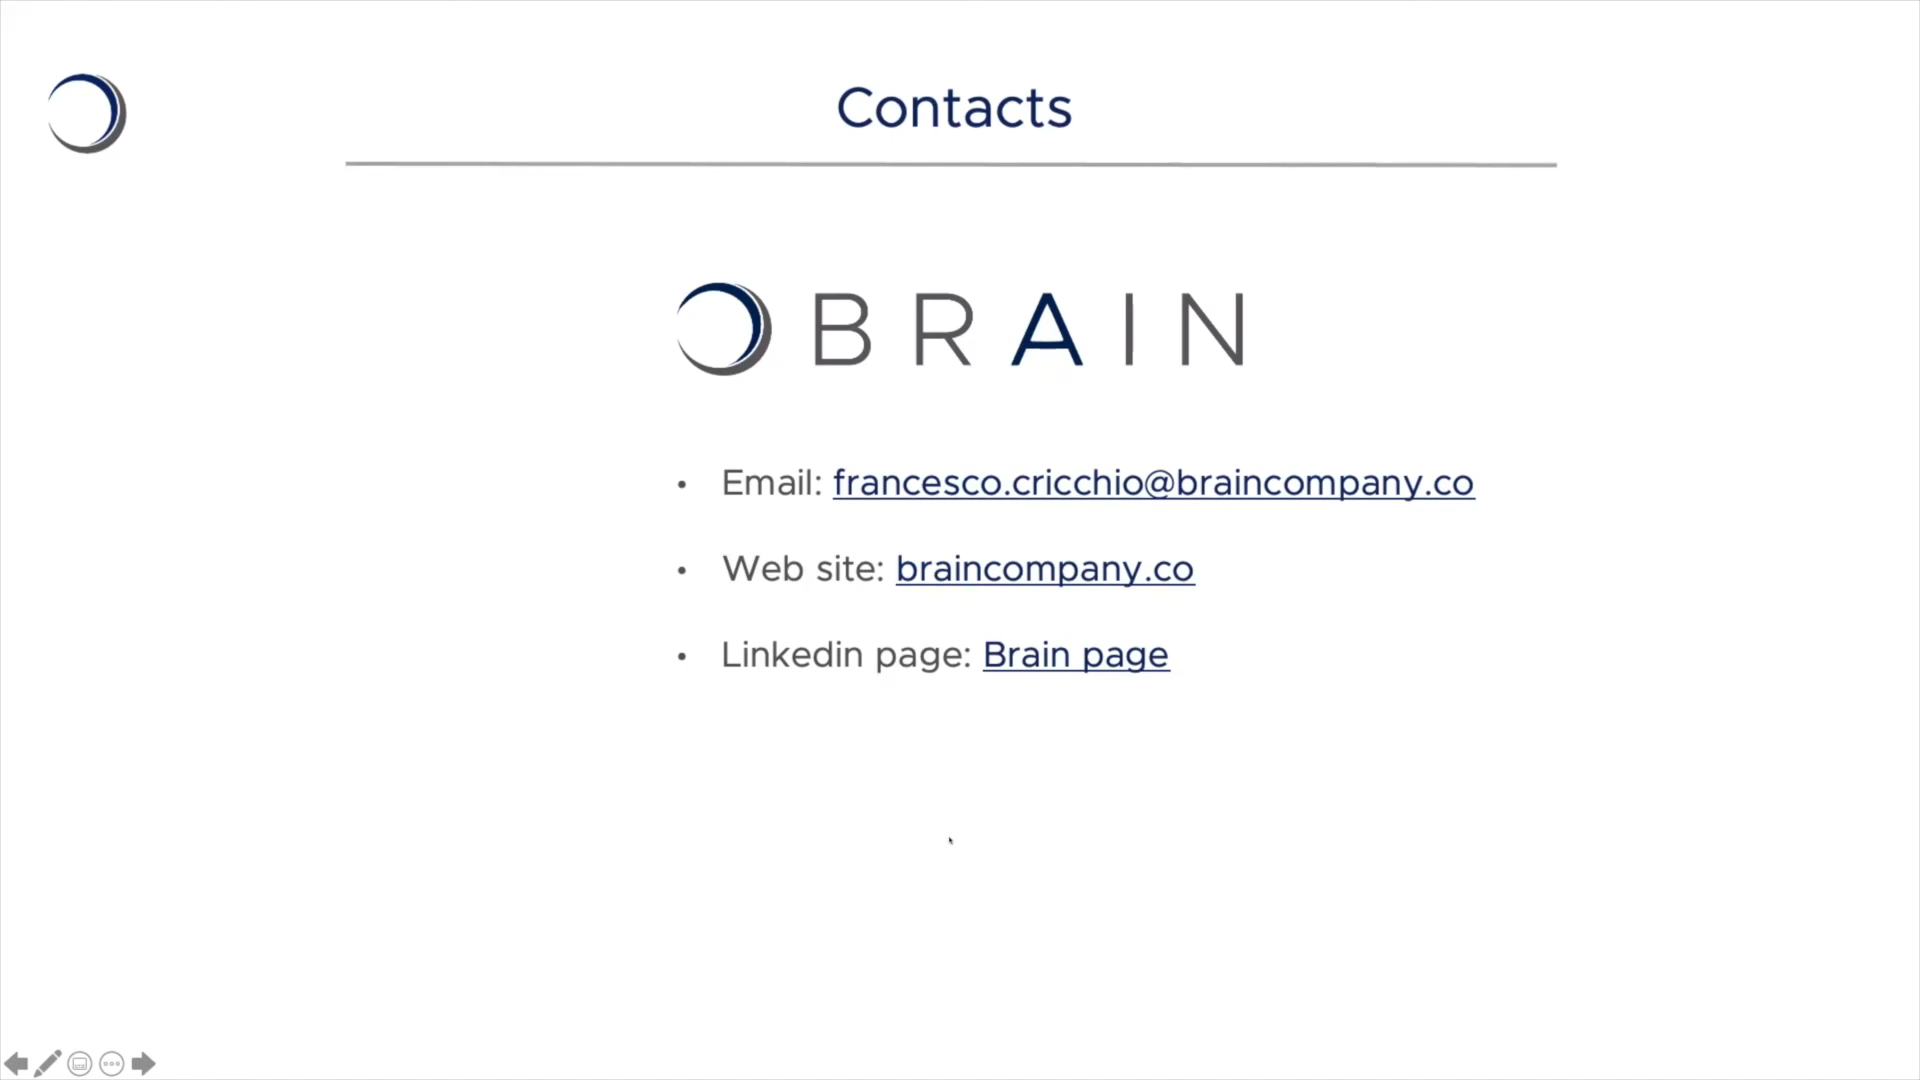 Contacts
BRAIN
• Email: francesco.cricchio@braincompany.co
• Web site: braincompany.co
• Linkedin page: Brain page